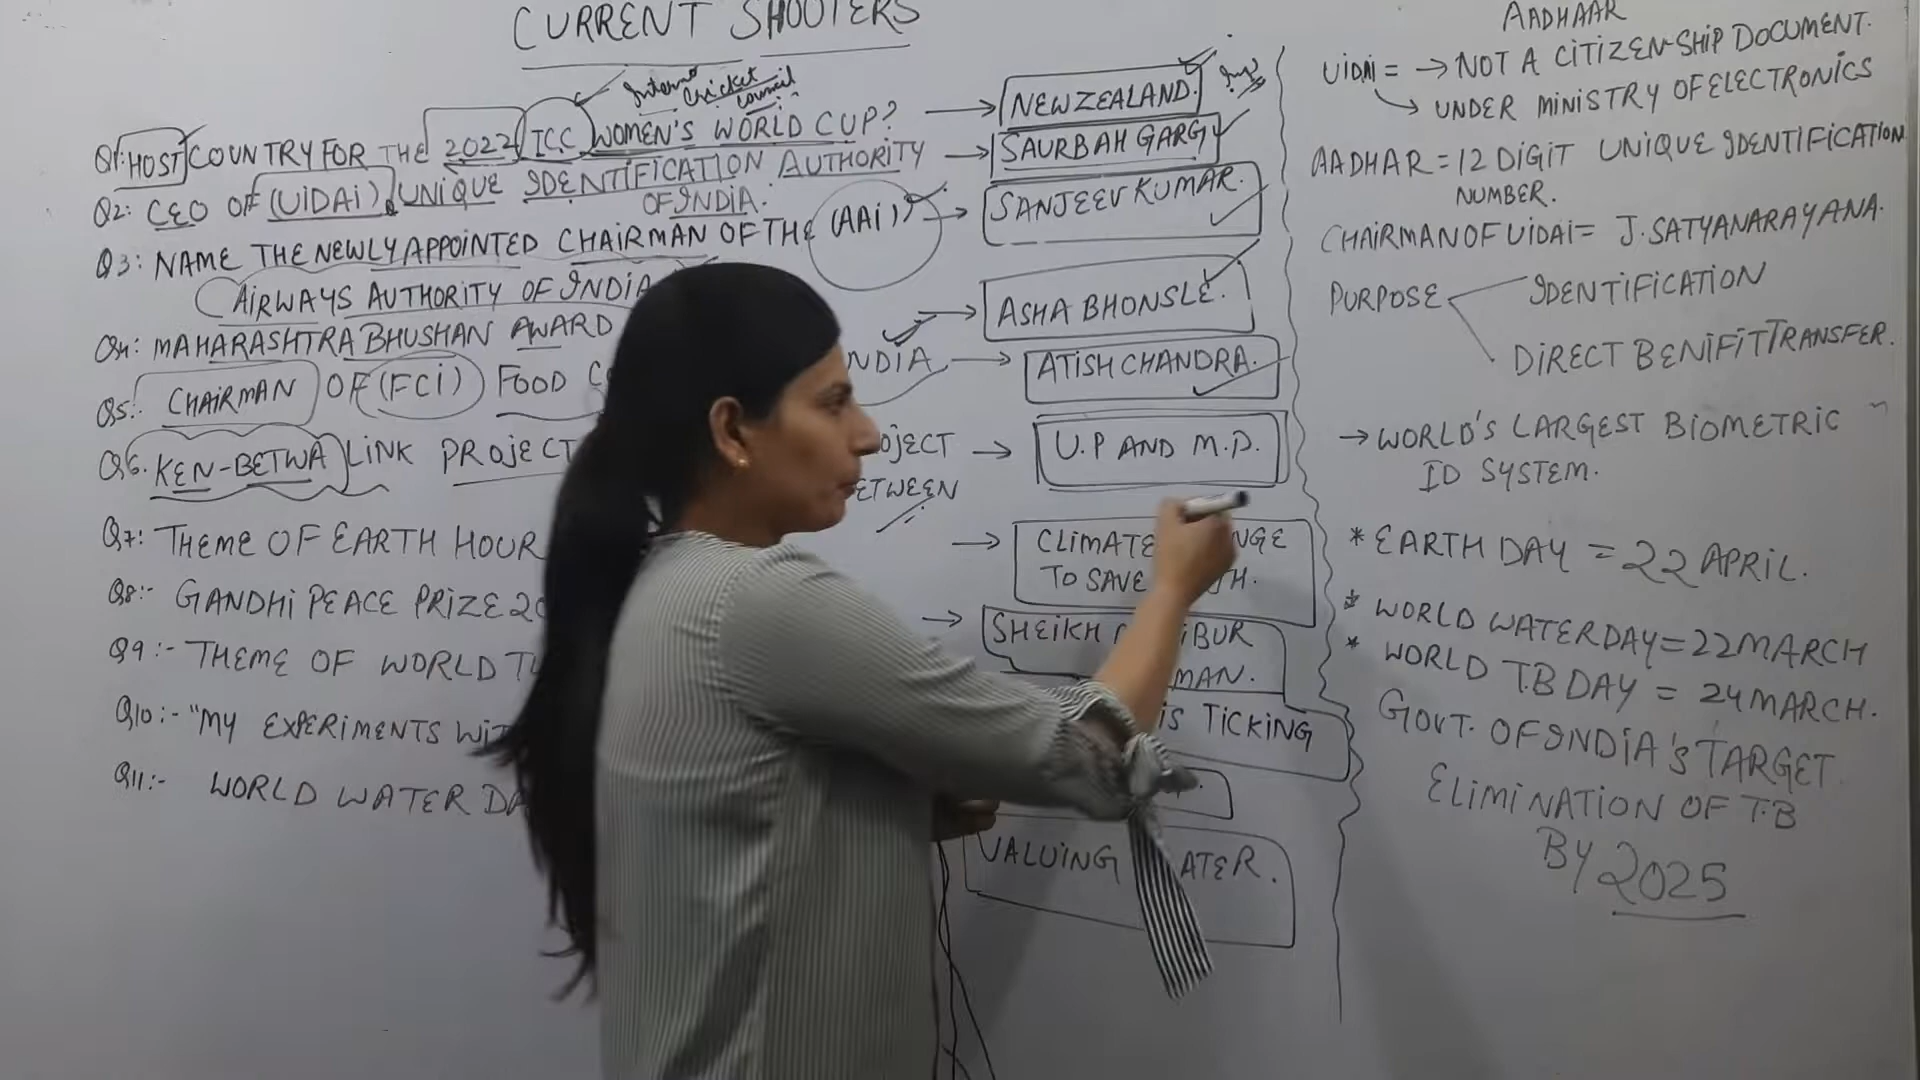 CURRENT SHOOTERS
Cricket
council
Q1: HOST COUNTRY FOR THE 2022 ICC WOMEN'S WORLD CUP? → NEWZEALAND.
Q2: CEO OF (UIDAI) UNIQUE IDENTIFICATION AUTHORITY → SAURBAH GARG
OF INDIA.
Q3: NAME THE NEWLY APPOINTED CHAIRMAN OF THE (AAI)? → SANJEEV KUMAR.
AIRWAYS AUTHORITY OF INDIA
Q4: MAHARASHTRA BHUSHAN AWARD → ASHA BHONSLE.
Q5:- CHAIRMAN OF (FCI) FOOD NDIA → ATISH CHANDRA.
Q6. KEN-BETWA LINK PROJECT OJECT → U.P AND M.P.
ETWEEN
Q7: THEME OF EARTH HOUR → CLIMATE NGE
TO SAVE TH.
Q8:- GANDHI PEACE PRIZE 20 → SHEIKH IBUR
MAN.
Q9:- THEME OF WORLD T IS TICKING
Q10:- "MY EXPERIMENTS WIT
Q11:- WORLD WATER DA VALUING ATER.
AADHAAR
UIDAI = → NOT A CITIZENSHIP DOCUMENT.
→ UNDER MINISTRY OF ELECTRONICS
AADHAR = 12 DIGIT UNIQUE IDENTIFICATION
NUMBER.
CHAIRMAN OF UIDAI = J. SATYANARAYANA.
PURPOSE IDENTIFICATION
DIRECT BENIFIT TRANSFER.
→ WORLD'S LARGEST BIOMETRIC
ID SYSTEM.
* EARTH DAY = 22 APRIL.
* WORLD WATER DAY = 22 MARCH
* WORLD T.B DAY = 24 MARCH.
GOVT. OF INDIA'S TARGET
ELIMINATION OF T.B
BY 2025